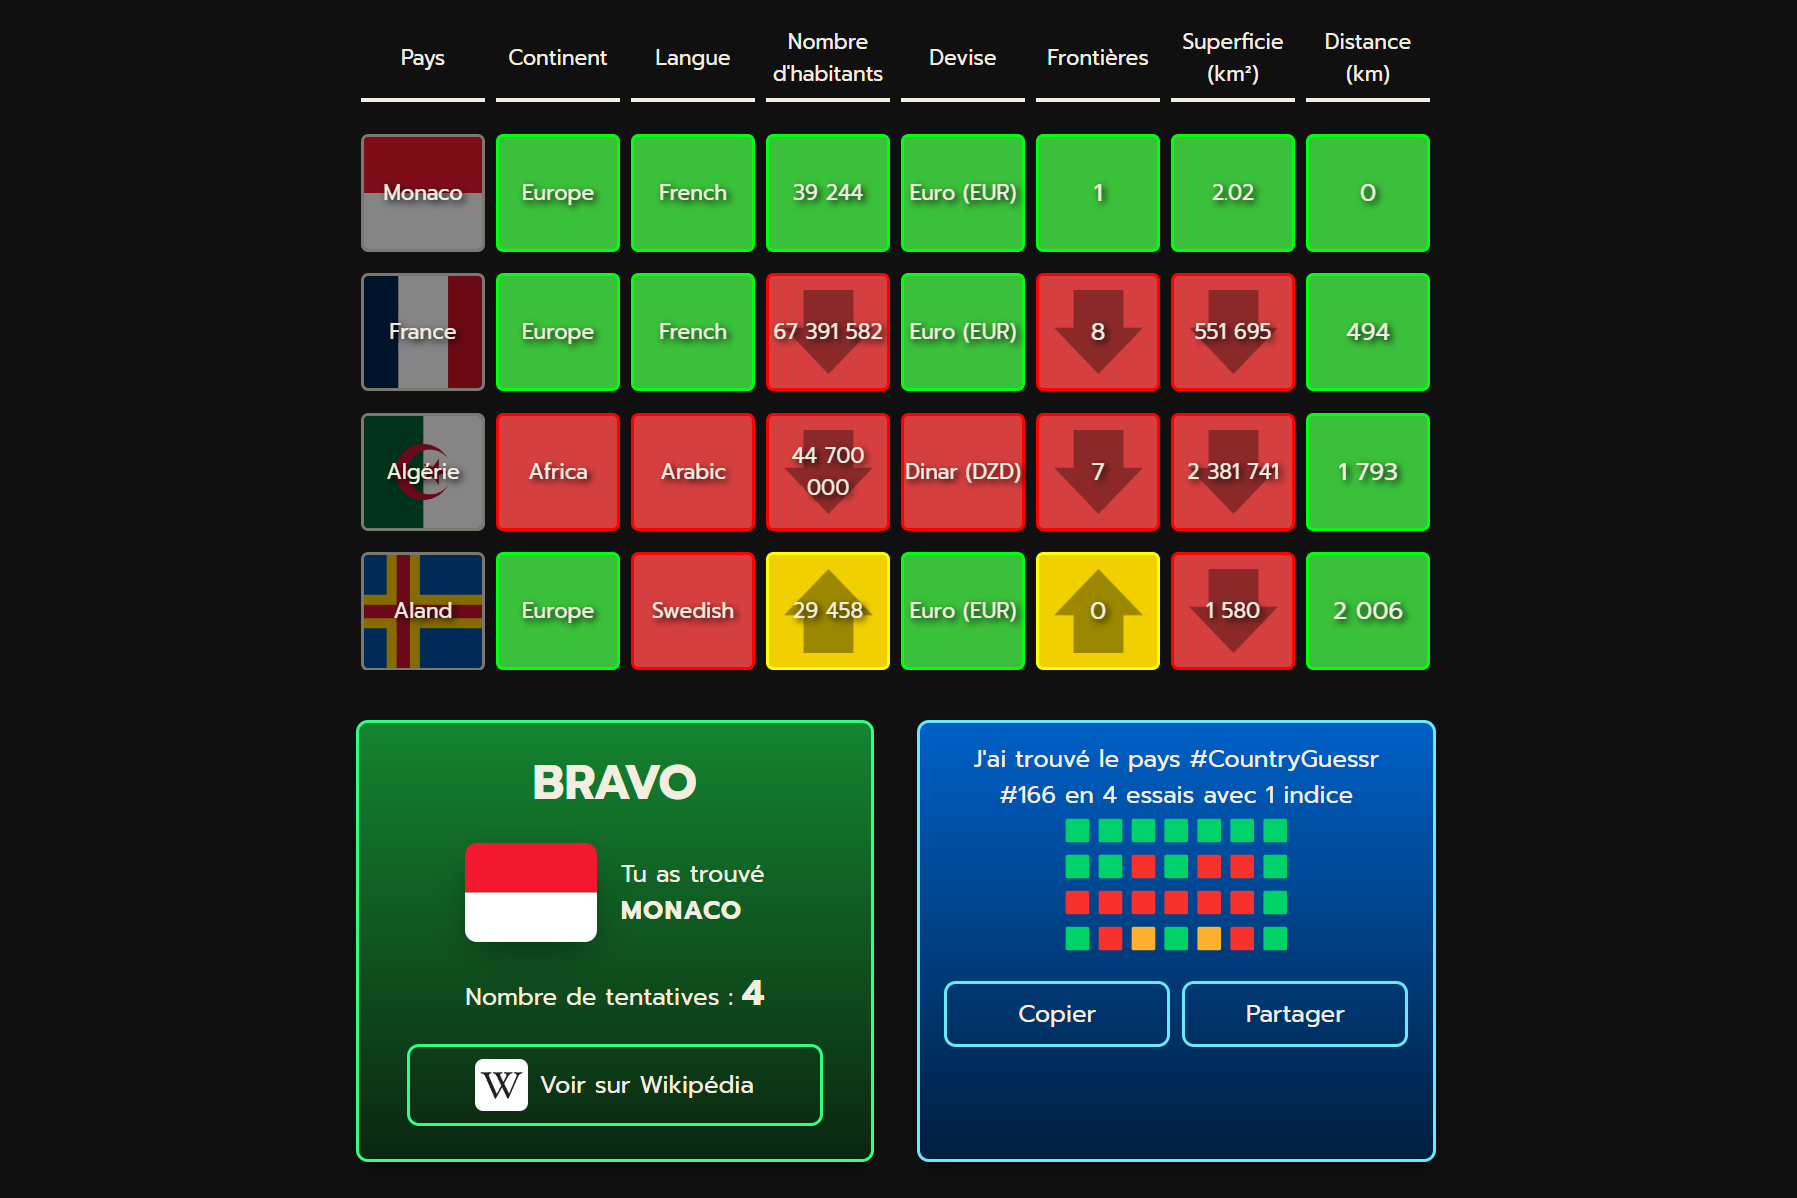 Pays
Continent
Langue
Nombre
d'habitants
Devise
Frontières
Superficie
(km²)
Distance
(km)
Monaco
Europe
French
39 244
Euro (EUR)
1
2.02
0
France
Europe
French
67 391 582
Euro (EUR)
8
551 695
494
Algérie
Africa
Arabic
44 700
000
Dinar (DZD)
7
2 381 741
1 793
Aland
Europe
Swedish
29 458
Euro (EUR)
0
1 580
2 006
BRAVO
Tu as trouvé
MONACO
Nombre de tentatives : 4
W Voir sur Wikipédia
J'ai trouvé le pays #CountryGuessr
#166 en 4 essais avec 1 indice
Copier
Partager